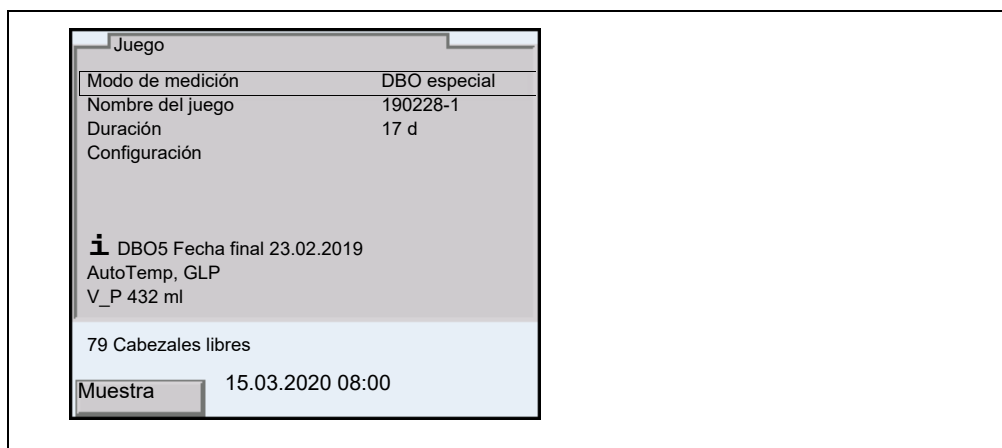 Juego
Modo de medición DBO especial
Nombre del juego 190228-1
Duración 17 d
Configuración
i DBO5 Fecha final 23.02.2019
AutoTemp, GLP
V_P 432 ml
79 Cabezales libres
Muestra 15.03.2020 08:00